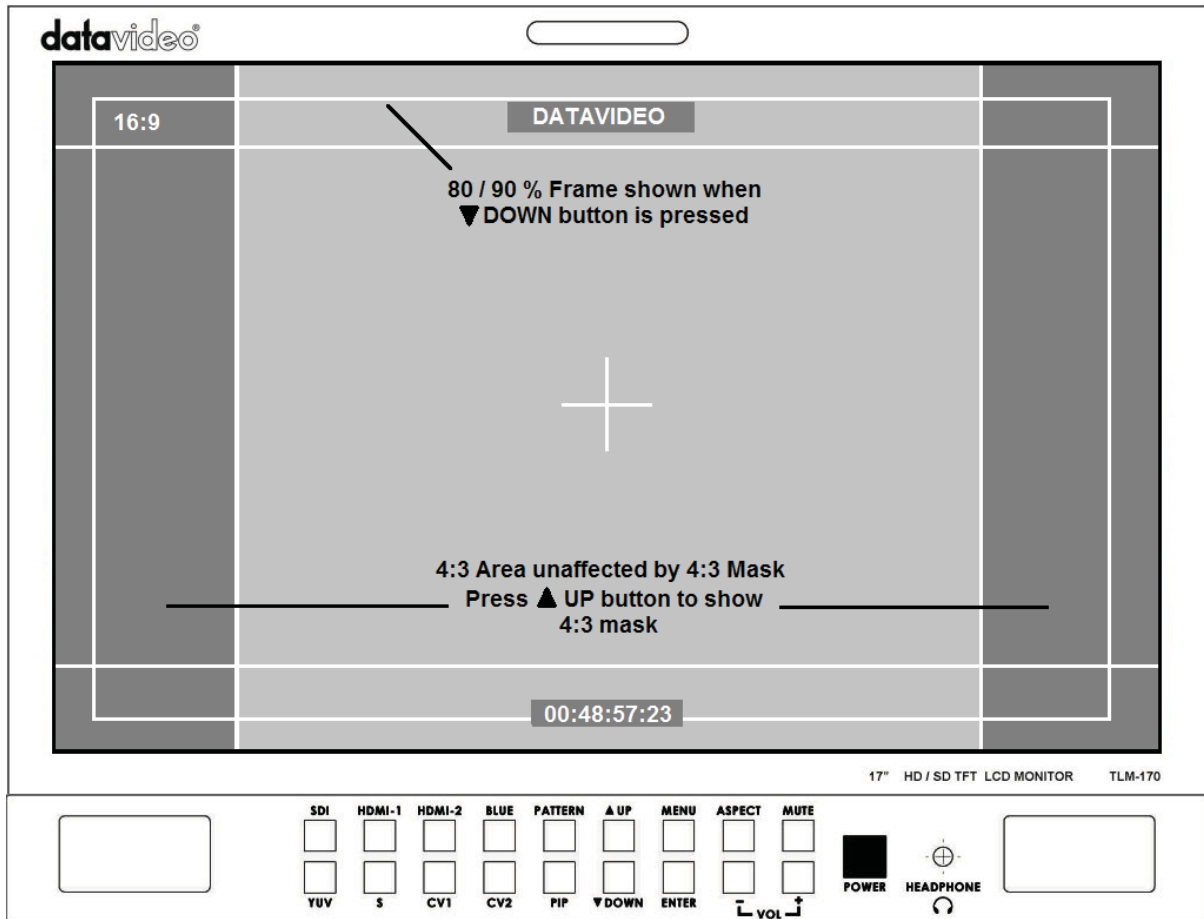 datavideo®
16:9
DATAVIDEO
80 / 90 % Frame shown when
▼DOWN button is pressed
4:3 Area unaffected by 4:3 Mask
Press ▲ UP button to show
4:3 mask
00:48:57:23
17" HD / SD TFT LCD MONITOR TLM-170
SDI HDMI-1 HDMI-2 BLUE PATTERN ▲UP MENU ASPECT MUTE
YUV S CV1 CV2 PIP ▼DOWN ENTER - VOL +
POWER HEADPHONE